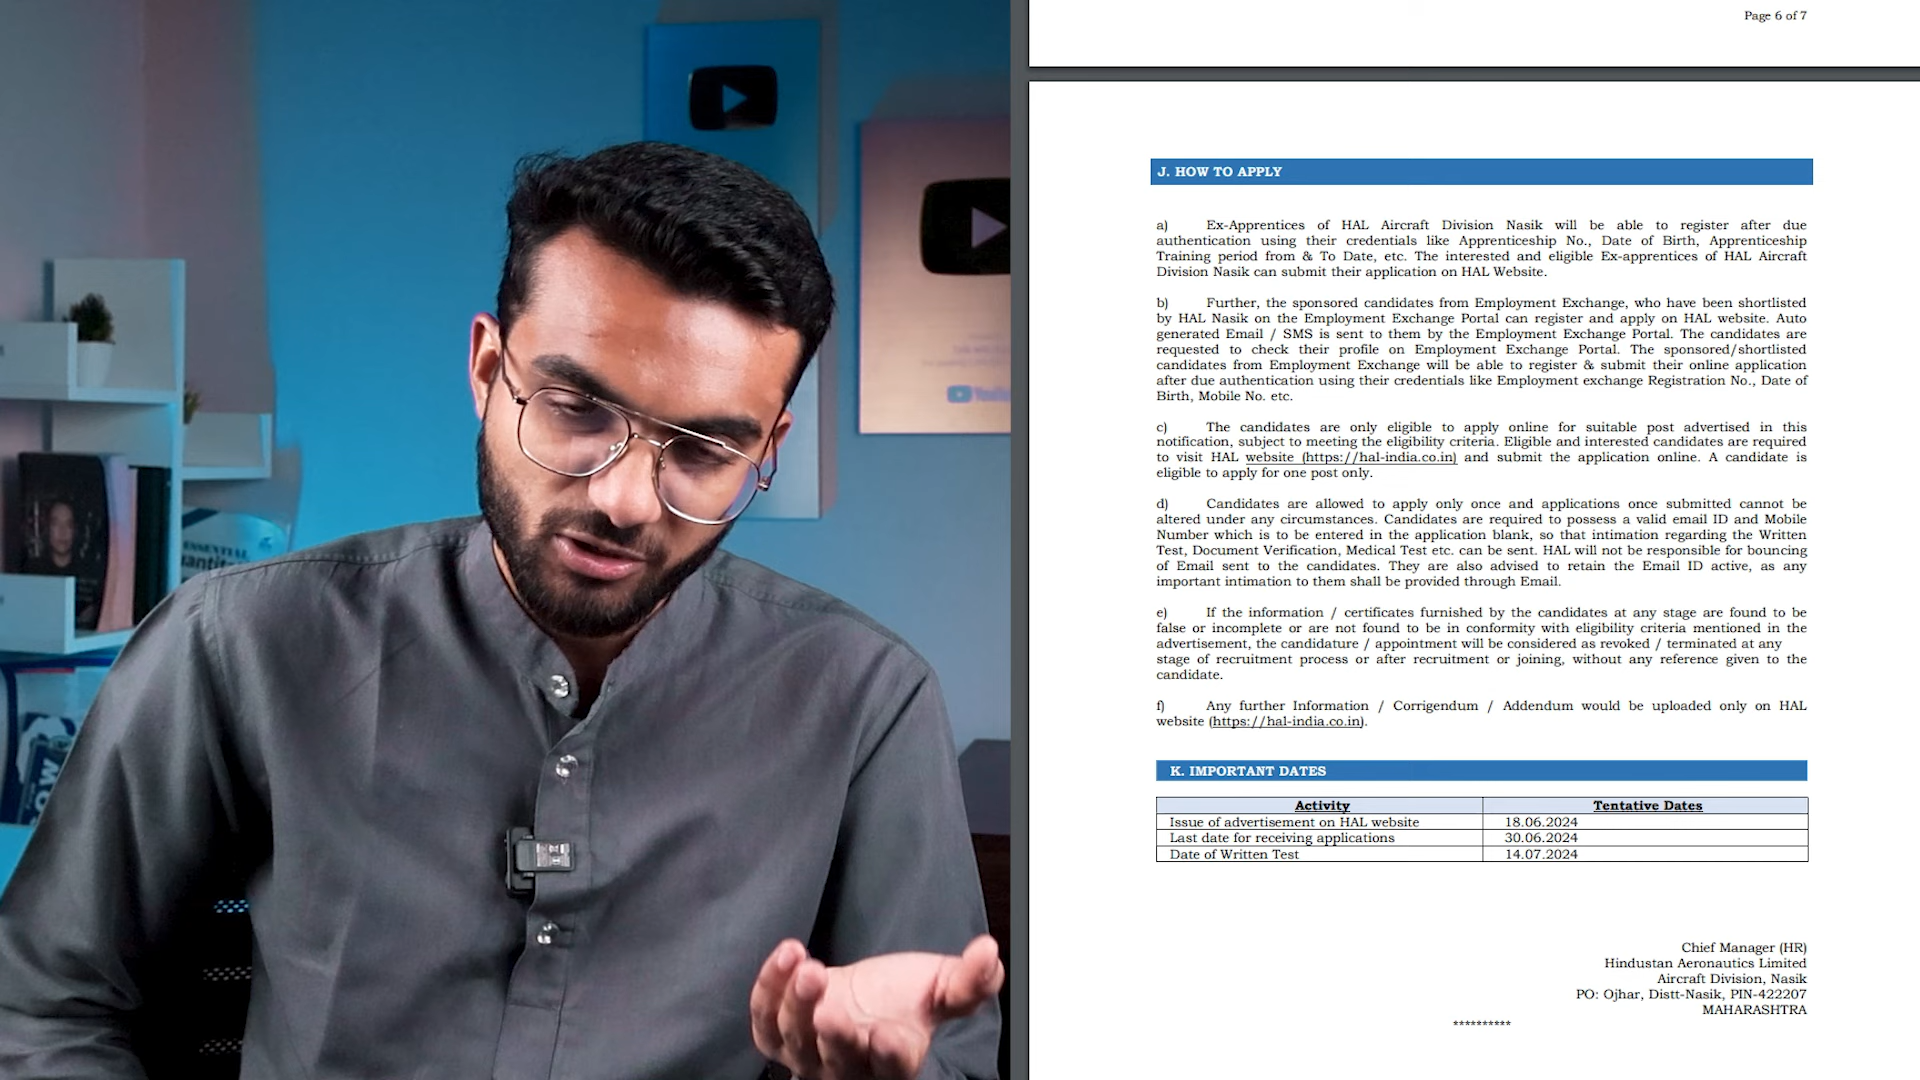 Page 6 of 7
J. HOW TO APPLY
a) Ex-Apprentices of HAL Aircraft Division Nasik will be able to register after due
authentication using their credentials like Apprenticeship No., Date of Birth, Apprenticeship
Training period from & To Date, etc. The interested and eligible Ex-apprentices of HAL Aircraft
Division Nasik can submit their application on HAL Website.
b) Further, the sponsored candidates from Employment Exchange, who have been shortlisted
by HAL Nasik on the Employment Exchange Portal can register and apply on HAL website. Auto
generated Email / SMS is sent to them by the Employment Exchange Portal. The candidates are
requested to check their profile on Employment Exchange Portal. The sponsored/shortlisted
candidates from Employment Exchange will be able to register & submit their online application
after due authentication using their credentials like Employment exchange Registration No., Date of
Birth, Mobile No. etc.
c) The candidates are only eligible to apply online for suitable post advertised in this
notification, subject to meeting the eligibility criteria. Eligible and interested candidates are required
to visit HAL website (https://hal-india.co.in) and submit the application online. A candidate is
eligible to apply for one post only.
d) Candidates are allowed to apply only once and applications once submitted cannot be
altered under any circumstances. Candidates are required to possess a valid email ID and Mobile
Number which is to be entered in the application blank, so that intimation regarding the Written
Test, Document Verification, Medical Test etc. can be sent. HAL will not be responsible for bouncing
of Email sent to the candidates. They are also advised to retain the Email ID active, as any
important intimation to them shall be provided through Email.
e) If the information / certificates furnished by the candidates at any stage are found to be
false or incomplete or are not found to be in conformity with eligibility criteria mentioned in the
advertisement, the candidature / appointment will be considered as revoked / terminated at any
stage of recruitment process or after recruitment or joining, without any reference given to the
candidate.
f) Any further Information / Corrigendum / Addendum would be uploaded only on HAL
website (https://hal-india.co.in).
K. IMPORTANT DATES
Activity Tentative Dates
Issue of advertisement on HAL website 18.06.2024
Last date for receiving applications 30.06.2024
Date of Written Test 14.07.2024
Chief Manager (HR)
Hindustan Aeronautics Limited
Aircraft Division, Nasik
PO: Ojhar, Distt-Nasik, PIN-422207
MAHARASHTRA
**********